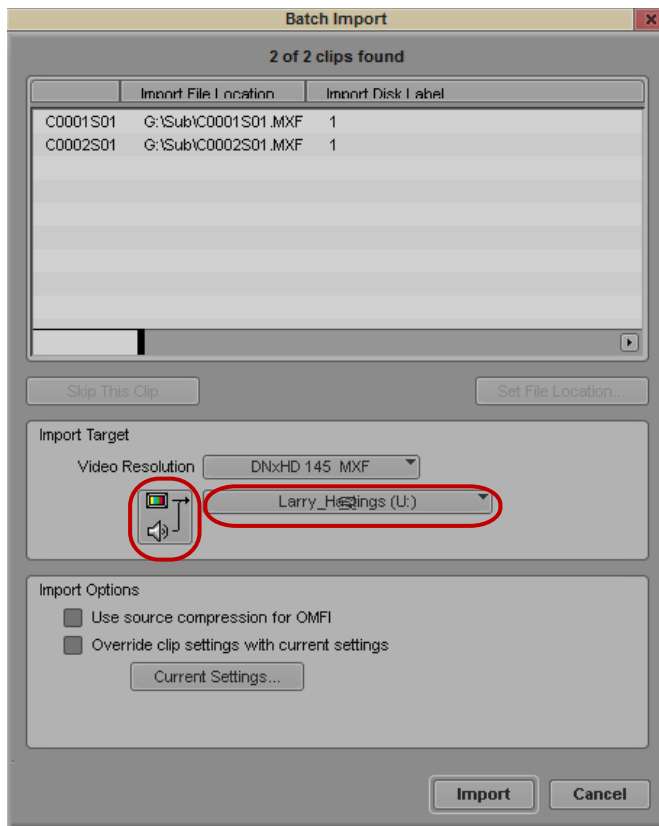 Batch Import
2 of 2 clips found
Import File Location Import Disk Label
C0001S01 G:\Sub\C0001S01.MXF 1
C0002S01 G:\Sub\C0002S01.MXF 1
Skip This Clip Set File Location...
Import Target
Video Resolution DNxHD 145 MXF
Larry_Hastings (U:)
Import Options
Use source compression for OMFI
Override clip settings with current settings
Current Settings...
Import Cancel